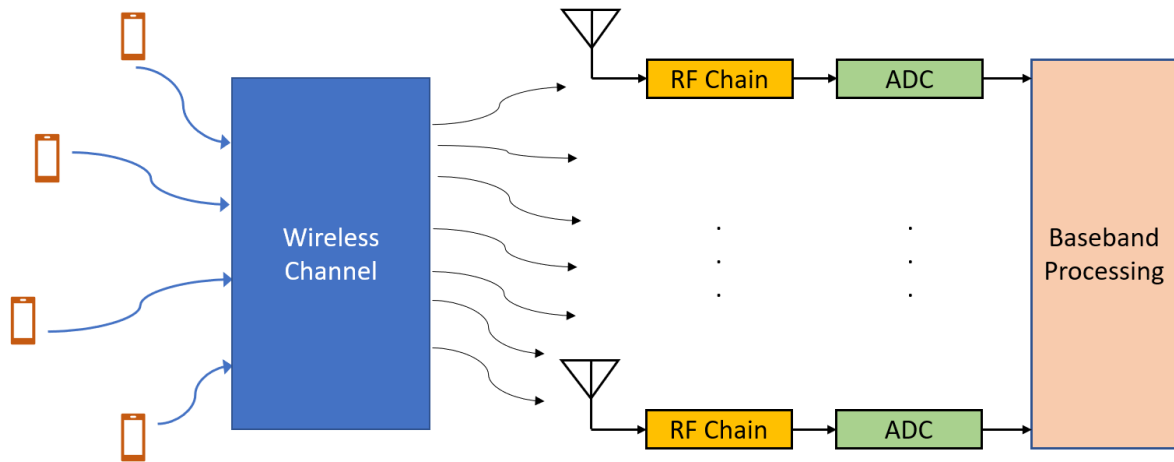 RF Chain
ADC
Wireless
Channel
Baseband
Processing
RF Chain
ADC